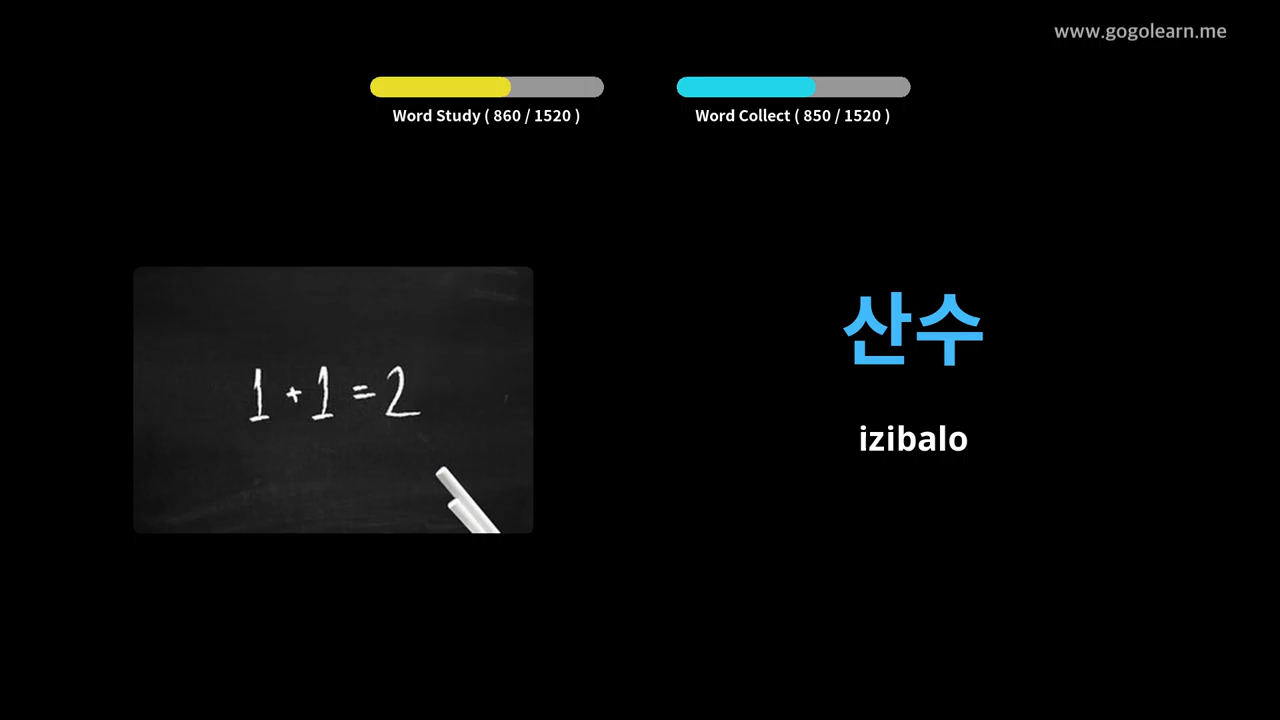 www.gogolearn.me
Word Study ( 860 / 1520 )
Word Collect ( 850 / 1520 )
1 + 1 = 2
산수
izibalo